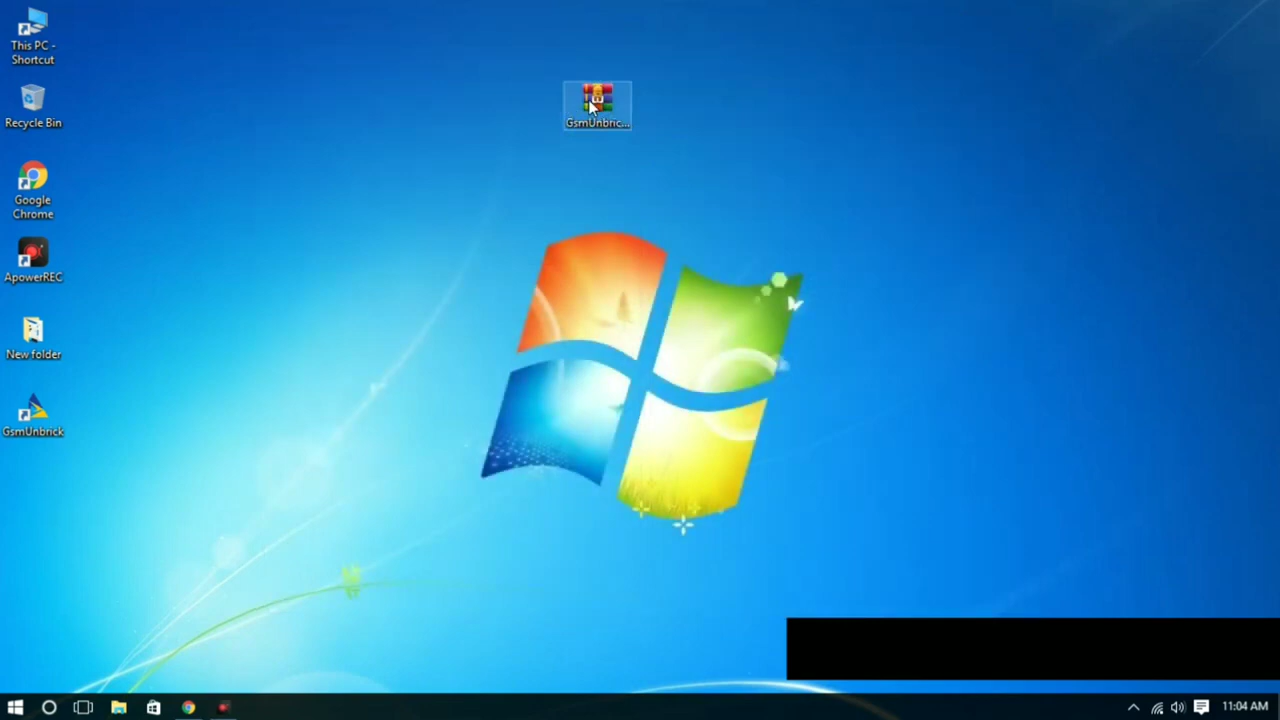 This PC -
Shortcut
Recycle Bin
Google
Chrome
ApowerREC
New folder
GsmUnbrick
GsmUnbric...
11:04 AM